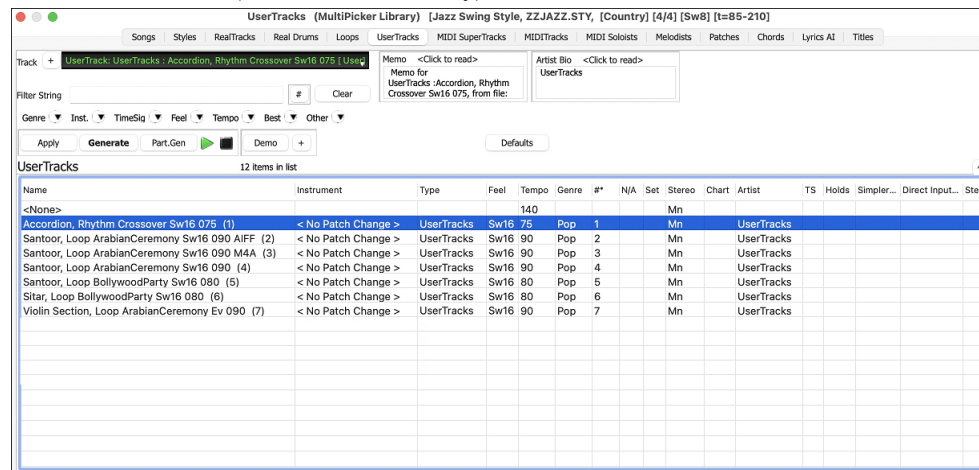 UserTracks (MultiPicker Library) [Jazz Swing Style, ZZJAZZ.STY, [Country] [4/4] [Sw8] [t=85-210]
Songs Styles RealTracks Real Drums Loops UserTracks MIDI SuperTracks MIDITracks MIDI Soloists Melodists Patches Chords Lyrics AI Titles
Track + UserTrack: UserTracks : Accordion, Rhythm Crossover Sw16 075 [ User
Memo <Click to read>
Memo for
UserTracks :Accordion, Rhythm
Crossover Sw16 075, from file:
Artist Bio <Click to read>
UserTracks
Filter String # Clear
Genre Inst. TimeSig Feel Tempo Best Other
Apply Generate Part.Gen Demo + Defaults
UserTracks 12 items in list
Name Instrument Type Feel Tempo Genre #* N/A Set Stereo Chart Artist TS Holds Simpler... Direct Input... Ste
<None> 140 Mn
Accordion, Rhythm Crossover Sw16 075 (1) < No Patch Change > UserTracks Sw16 75 Pop 1 Mn UserTracks
Santoor, Loop ArabianCeremony Sw16 090 AIFF (2) < No Patch Change > UserTracks Sw16 90 Pop 2 Mn UserTracks
Santoor, Loop ArabianCeremony Sw16 090 M4A (3) < No Patch Change > UserTracks Sw16 90 Pop 3 Mn UserTracks
Santoor, Loop ArabianCeremony Sw16 090 (4) < No Patch Change > UserTracks Sw16 90 Pop 4 Mn UserTracks
Santoor, Loop BollywoodParty Sw16 080 (5) < No Patch Change > UserTracks Sw16 80 Pop 5 Mn UserTracks
Sitar, Loop BollywoodParty Sw16 080 (6) < No Patch Change > UserTracks Sw16 80 Pop 6 Mn UserTracks
Violin Section, Loop ArabianCeremony Ev 090 (7) < No Patch Change > UserTracks Sw16 90 Pop 7 Mn UserTracks